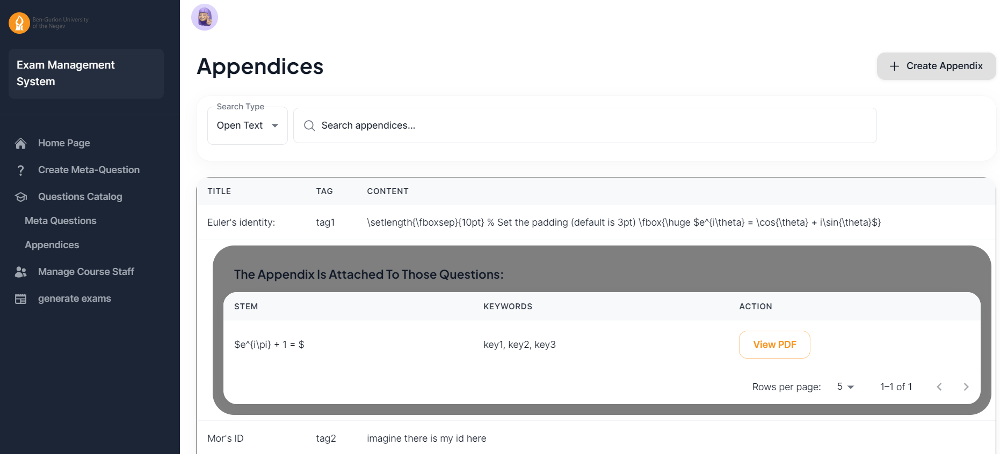 Ben-Gurion University
of the Negev
Exam Management
System
Home Page
Create Meta-Question
Questions Catalog
Meta Questions
Appendices
Manage Course Staff
generate exams
Appendices
Create Appendix
Search Type
Open Text
Search appendices...
TITLE TAG CONTENT
Euler's identity: tag1 \setlength{\fboxsep}{10pt} % Set the padding (default is 3pt) \fbox{\huge $e^{i\theta} = \cos{\theta} + i\sin{\theta}$}
The Appendix Is Attached To Those Questions:
STEM KEYWORDS ACTION
$e^{i\pi} + 1 = $ key1, key2, key3 View PDF
Rows per page: 5 1–1 of 1
Mor's ID tag2 imagine there is my id here